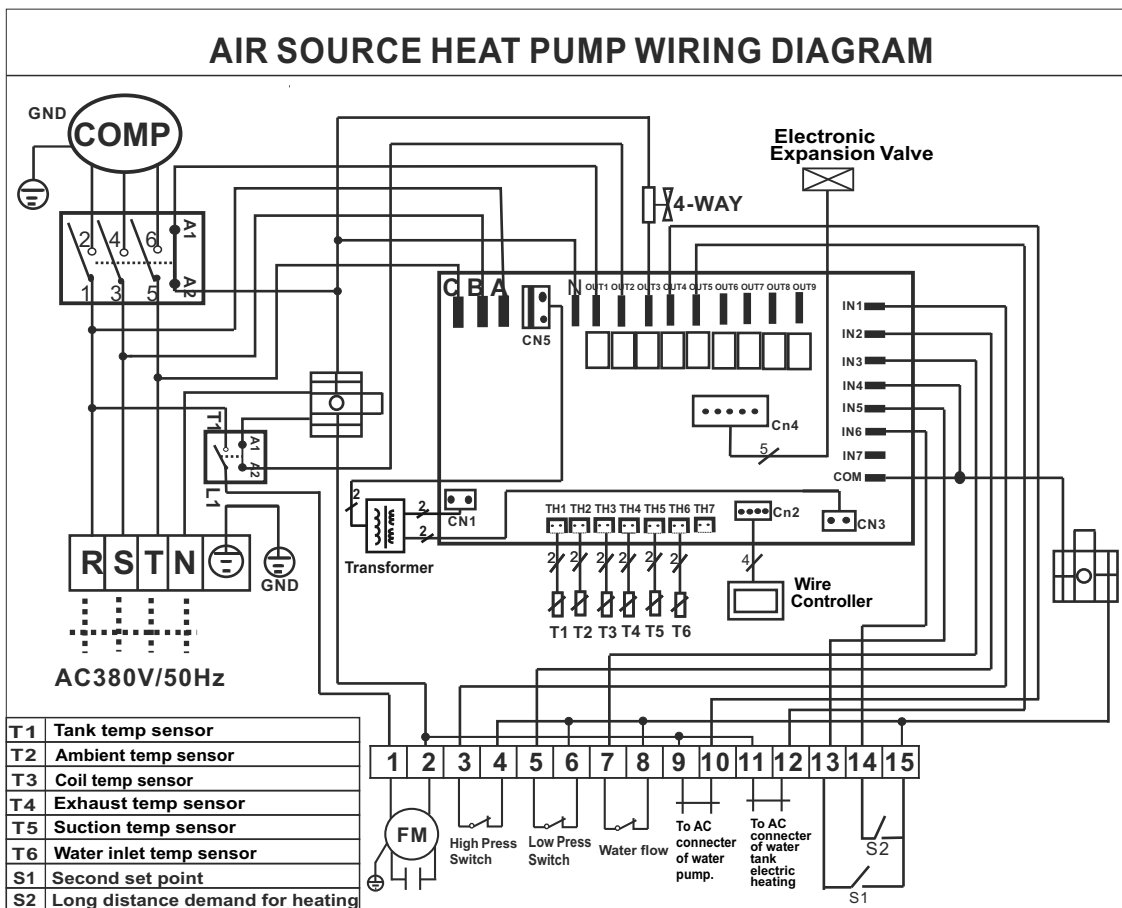 AIR SOURCE HEAT PUMP WIRING DIAGRAM
GND
COMP
Electronic
Expansion Valve
4-WAY
2 4 6 A1
1 3 5 A2
C B A
CN5
N OUT1 OUT2 OUT3 OUT4 OUT5 OUT6 OUT7 OUT8 OUT9
IN1
IN2
IN3
IN4
IN5
IN6
IN7
COM
Cn4
5
T1 A1
L1 A2
2
2
2
Transformer
CN1
TH1 TH2 TH3 TH4 TH5 TH6 TH7
Cn2
CN3
2 2 2 2 2 2
4
T1 T2 T3 T4 T5 T6
Wire
Controller
R S T N
GND
AC380V/50Hz
1 2 3 4 5 6 7 8 9 10 11 12 13 14 15
FM
High Press
Switch
Low Press
Switch
Water flow
To AC
connecter
of water
pump.
To AC
connecter
of water
tank
electric
heating
S2
S1
T1 Tank temp sensor
T2 Ambient temp sensor
T3 Coil temp sensor
T4 Exhaust temp sensor
T5 Suction temp sensor
T6 Water inlet temp sensor
S1 Second set point
S2 Long distance demand for heating